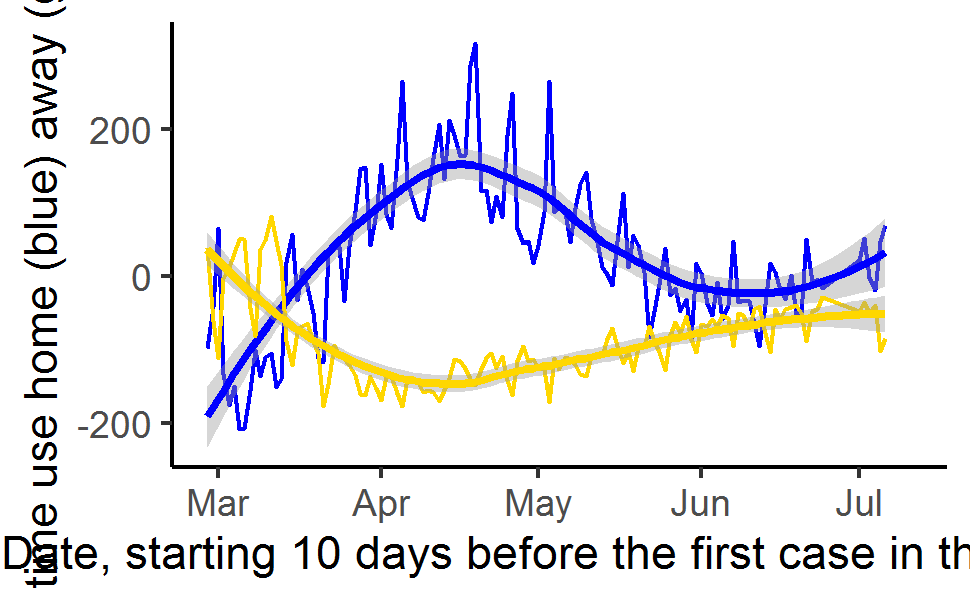 time use home (blue) away (
200
0
-200
Mar Apr May Jun Jul
Date, starting 10 days before the first case in th